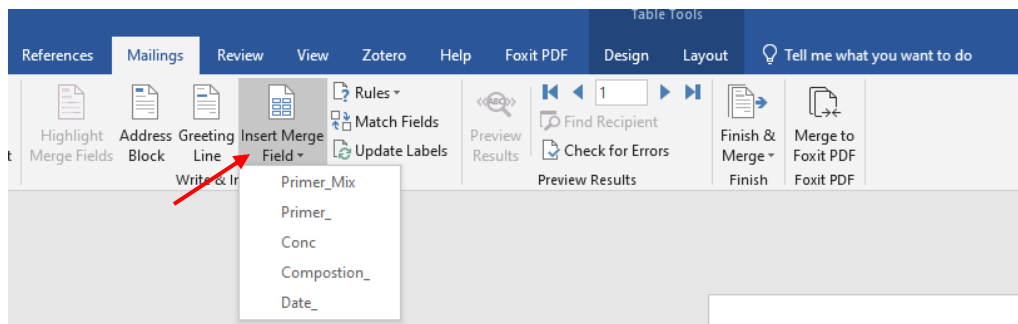 Table Tools
References Mailings Review View Zotero Help Foxit PDF Design Layout Tell me what you want to do
Highlight Merge Fields
Address Block
Greeting Line
Insert Merge Field
Rules
Match Fields
Update Labels
Write & I
ABC
Preview Results
1
Find Recipient
Check for Errors
Preview Results
Finish & Merge
Finish
Merge to Foxit PDF
Foxit PDF
Primer_Mix
Primer_
Conc
Compostion_
Date_